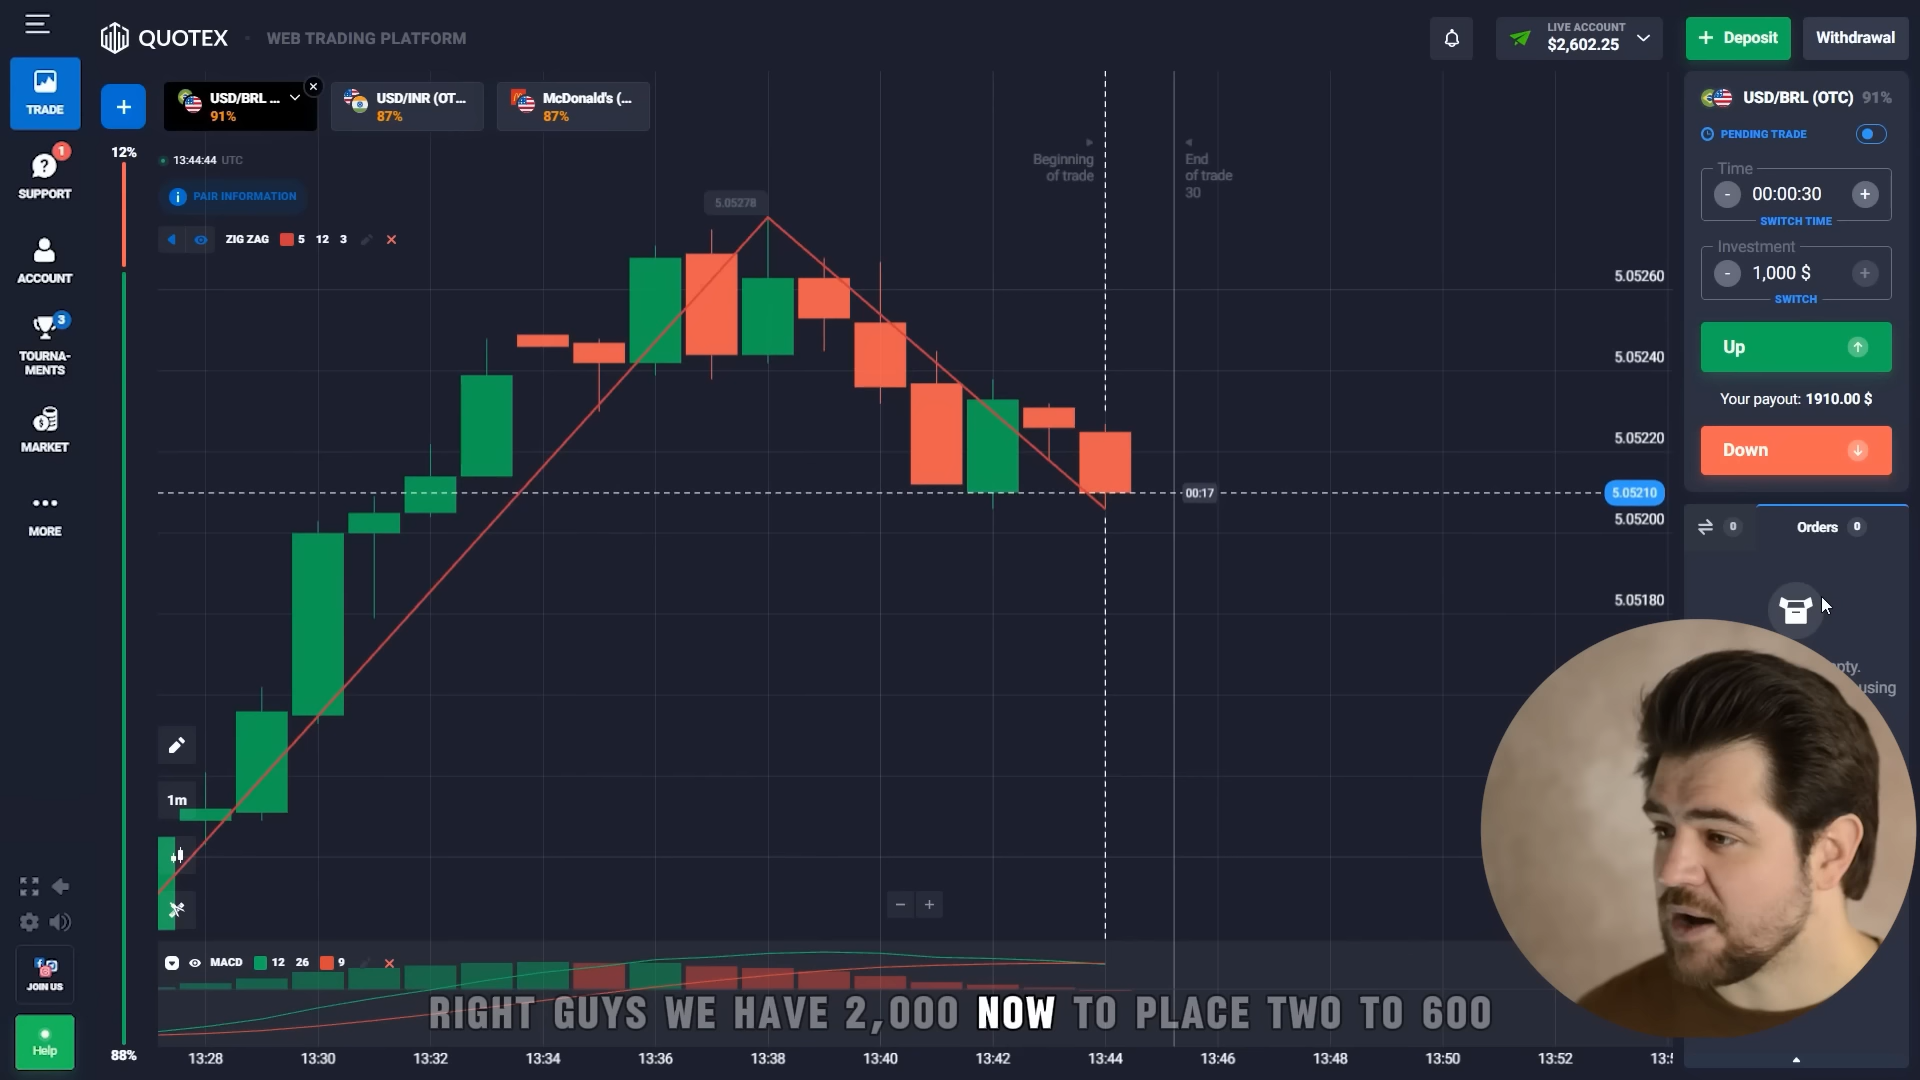 QUOTEX
WEB TRADING PLATFORM
LIVE ACCOUNT
$2,602.25
+ Deposit
Withdrawal
TRADE
USD/BRL ...
91%
USD/INR (OT...
87%
McDonald's (...
87%
USD/BRL (OTC) 91%
PENDING TRADE
Time
- 00:00:30 +
SWITCH TIME
Investment
- 1,000 $ +
SWITCH
Up
Your payout: 1910.00 $
Down
0
Orders 0
pty.
using
1
SUPPORT
ACCOUNT
3
TOURNA-
MENTS
MARKET
MORE
JOIN US
Help
12%
88%
13:44:44 UTC
PAIR INFORMATION
ZIG ZAG 5 12 3
5.05278
Beginning
of trade
End
of trade
30
5.05260
5.05240
5.05220
00:17
5.05210
5.05200
5.05180
1m
MACD 12 26 9
RIGHT GUYS WE HAVE 2,000 NOW TO PLACE TWO TO 600
13:28 13:30 13:32 13:34 13:36 13:38 13:40 13:42 13:44 13:46 13:48 13:50 13:52